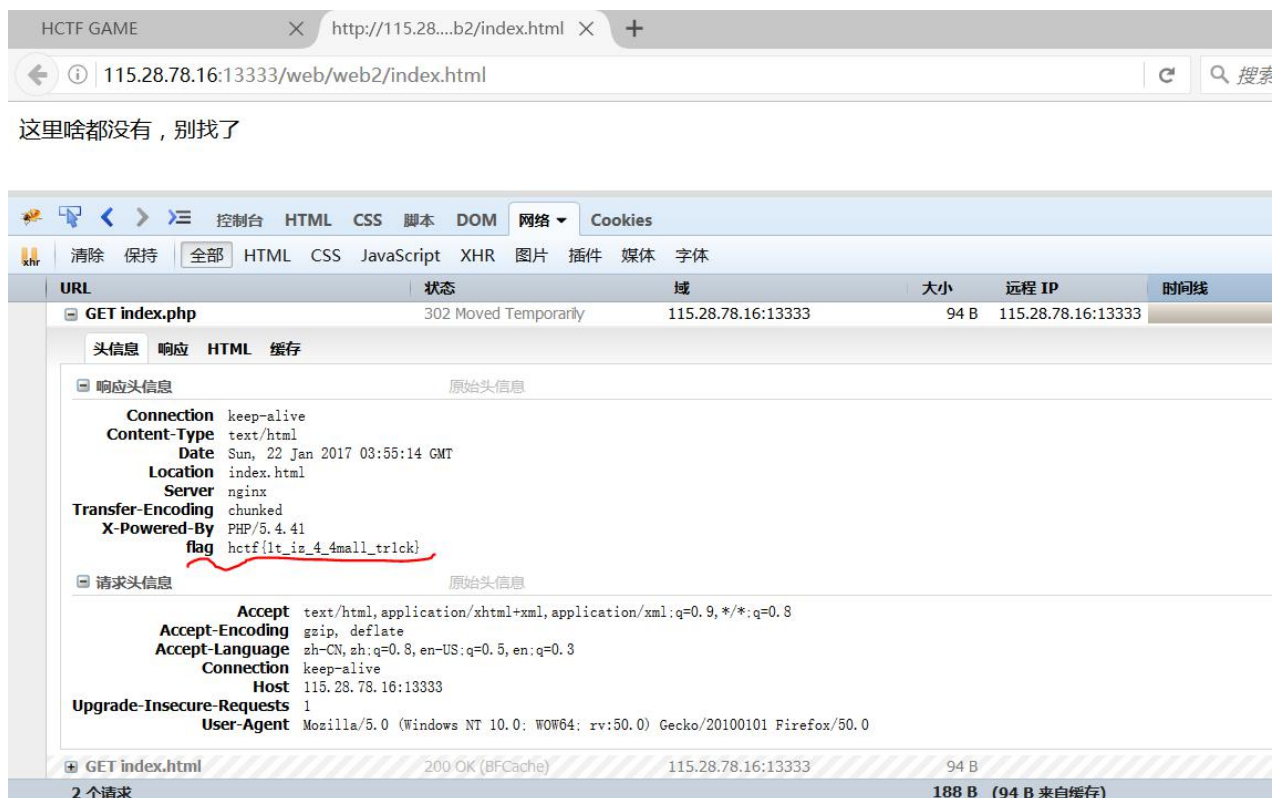 HCTF GAME http://115.28....b2/index.html
115.28.78.16:13333/web/web2/index.html 搜索
这里啥都没有，别找了
控制台 HTML CSS 脚本 DOM 网络 Cookies
xhr 清除 保持 全部 HTML CSS JavaScript XHR 图片 插件 媒体 字体
URL 状态 域 大小 远程 IP 时间线
GET index.php 302 Moved Temporarily 115.28.78.16:13333 94 B 115.28.78.16:13333
头信息 响应 HTML 缓存
响应头信息 原始头信息
Connection keep-alive
Content-Type text/html
Date Sun, 22 Jan 2017 03:55:14 GMT
Location index.html
Server nginx
Transfer-Encoding chunked
X-Powered-By PHP/5.4.41
flag hctf{1t_iz_4_4mall_tr1ck}
请求头信息 原始头信息
Accept text/html,application/xhtml+xml,application/xml;q=0.9,*/*;q=0.8
Accept-Encoding gzip, deflate
Accept-Language zh-CN,zh;q=0.8,en-US;q=0.5,en;q=0.3
Connection keep-alive
Host 115.28.78.16:13333
Upgrade-Insecure-Requests 1
User-Agent Mozilla/5.0 (Windows NT 10.0; WOW64; rv:50.0) Gecko/20100101 Firefox/50.0
GET index.html 200 OK (BFCache) 115.28.78.16:13333 94 B
2 个请求 188 B (94 B 来自缓存)